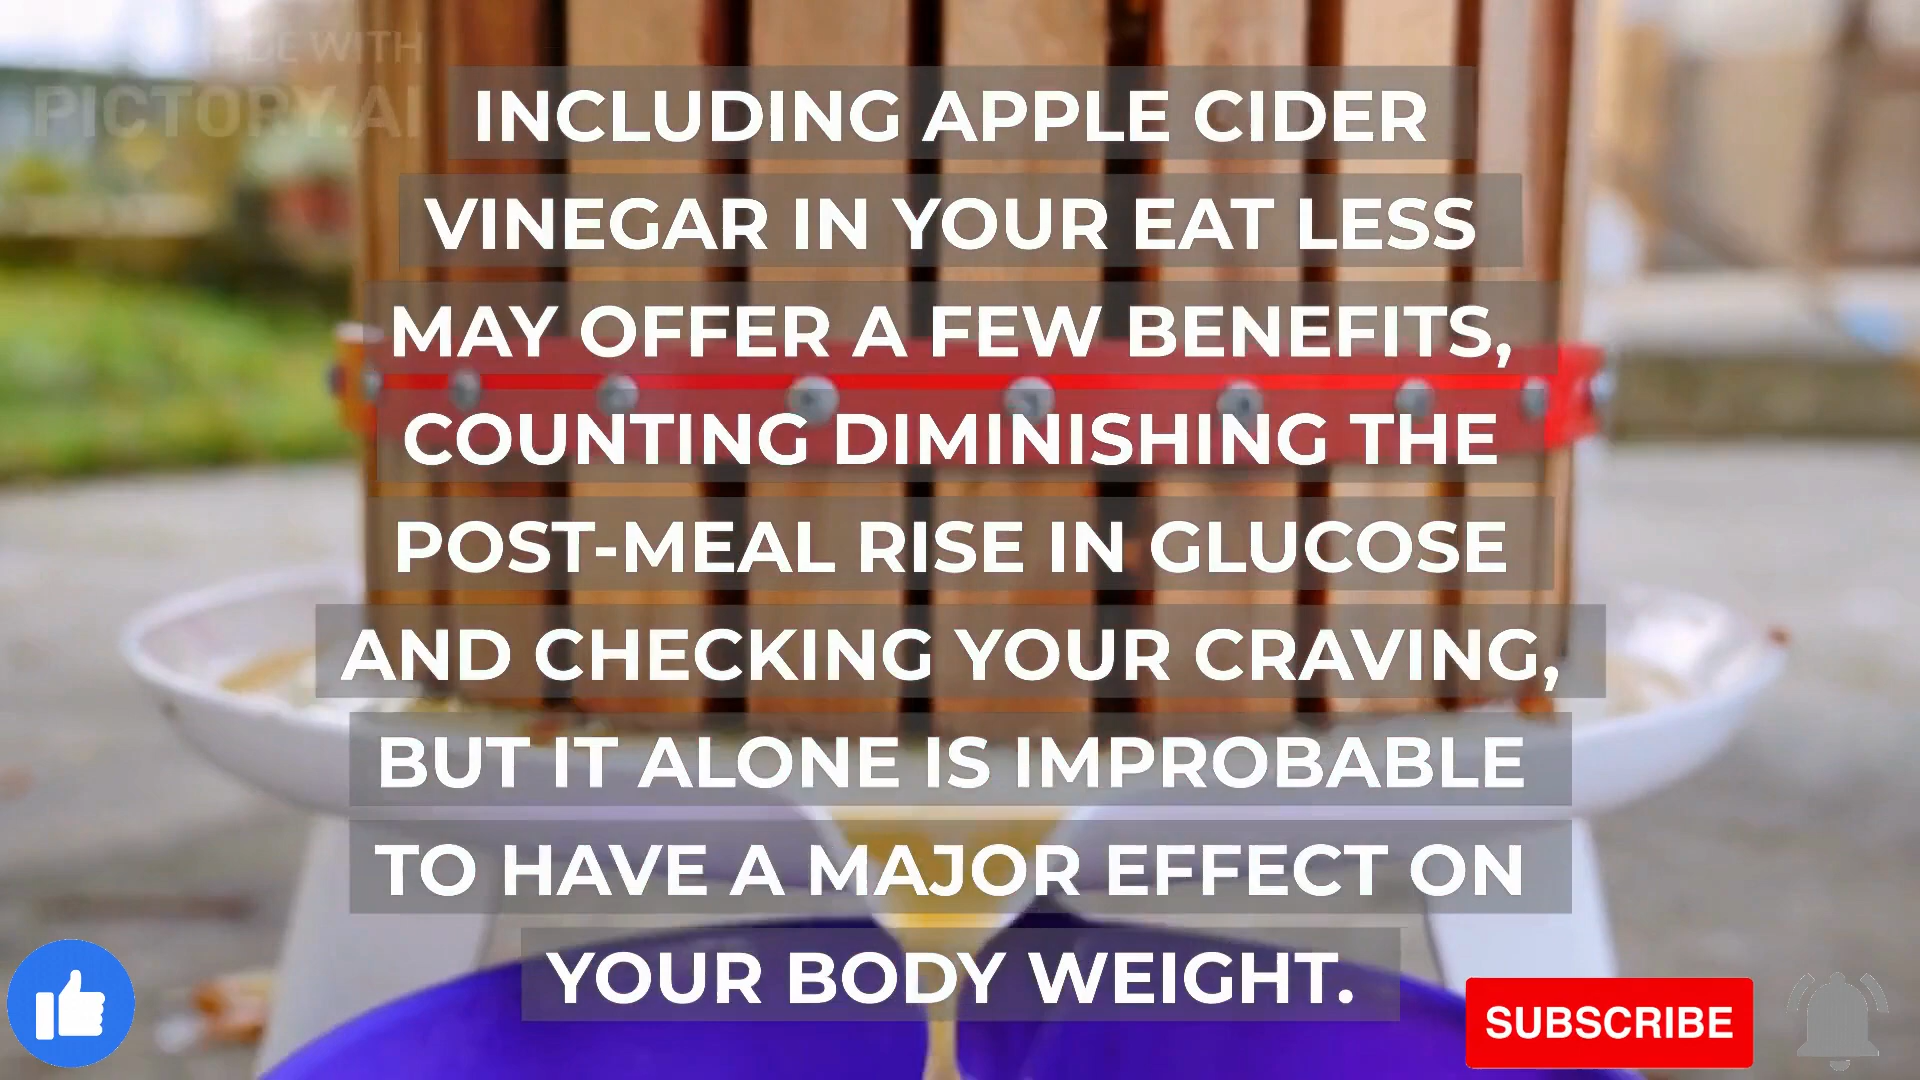 MADE WITH
PICTORY.AI
INCLUDING APPLE CIDER
VINEGAR IN YOUR EAT LESS
MAY OFFER A FEW BENEFITS,
COUNTING DIMINISHING THE
POST-MEAL RISE IN GLUCOSE
AND CHECKING YOUR CRAVING,
BUT IT ALONE IS IMPROBABLE
TO HAVE A MAJOR EFFECT ON
YOUR BODY WEIGHT.
SUBSCRIBE